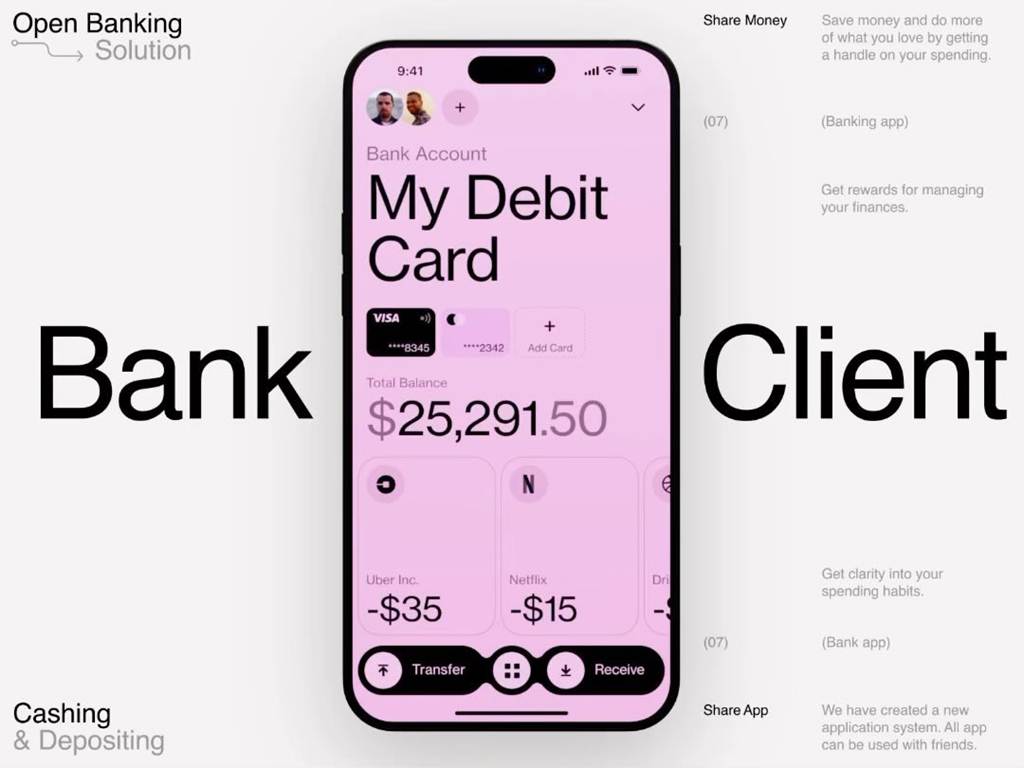 Open Banking
Solution
Share Money
Save money and do more
of what you love by getting
a handle on your spending.
(07)
(Banking app)
Get rewards for managing
your finances.
9:41
Bank Account
My Debit
Card
VISA
****8345
****2342
+
Add Card
Total Balance
$25,291.50
N
Uber Inc.
-$35
Netflix
-$15
Dri
-$
Transfer
Receive
Bank
Client
Get clarity into your
spending habits.
(07)
(Bank app)
Cashing
& Depositing
Share App
We have created a new
application system. All app
can be used with friends.